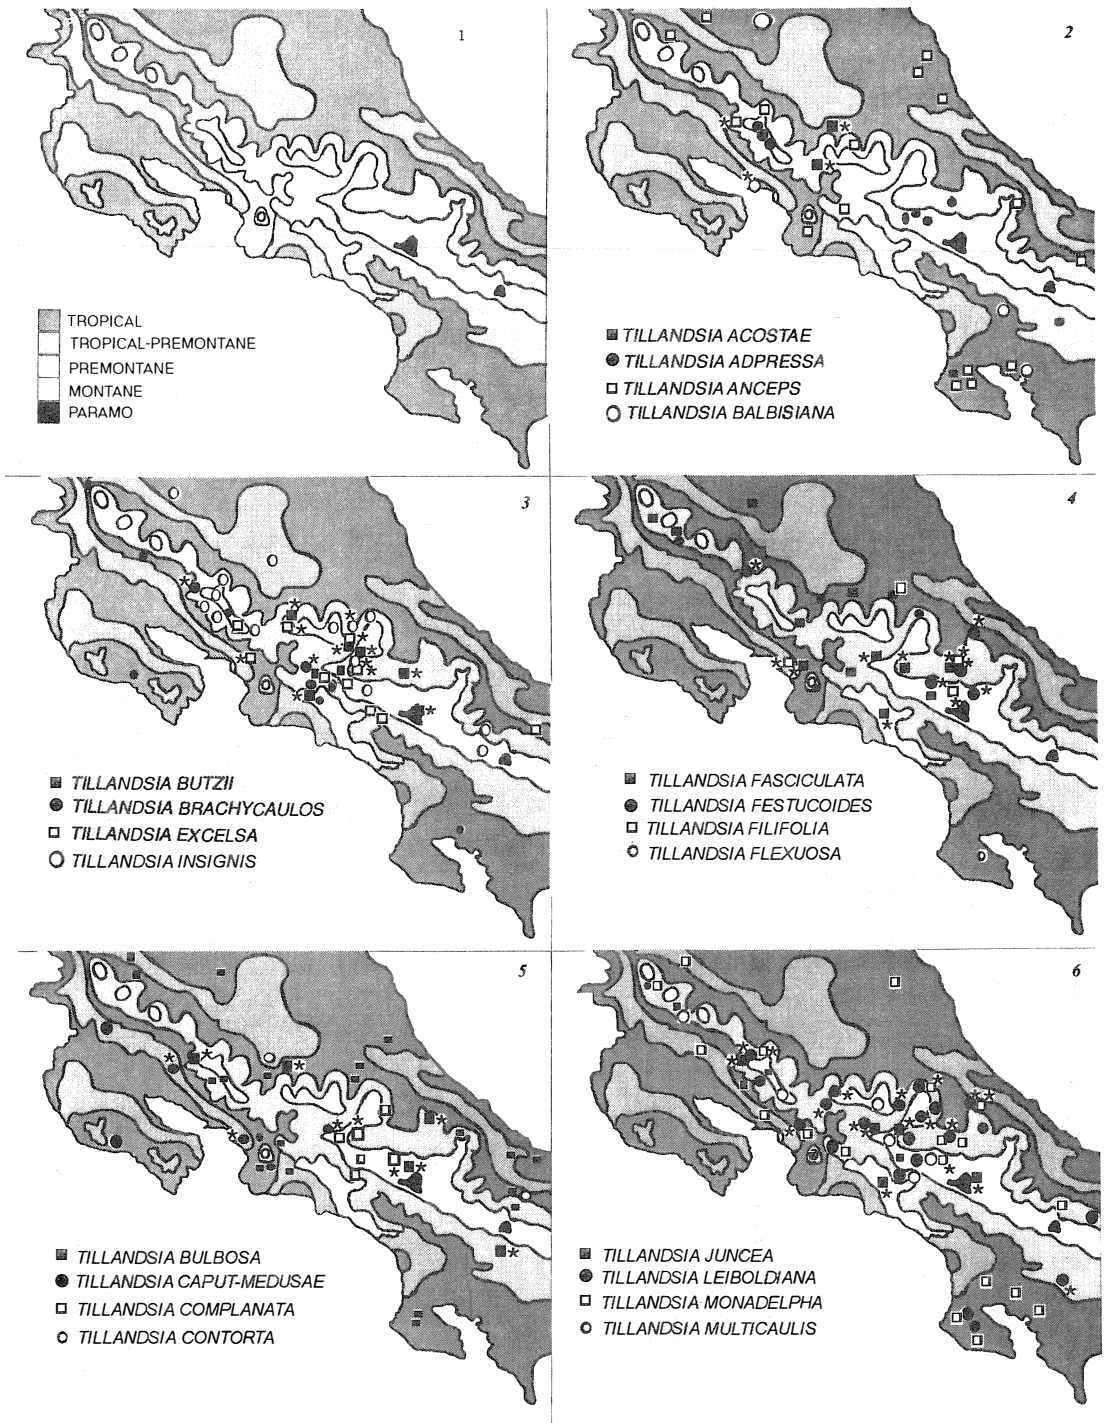 1
TROPICAL
TROPICAL-PREMONTANE
PREMONTANE
MONTANE
PARAMO
2
TILLANDSIA ACOSTAE
TILLANDSIA ADPRESSA
TILLANDSIA ANCEPS
TILLANDSIA BALBISIANA
3
TILLANDSIA BUTZII
TILLANDSIA BRACHYCAULOS
TILLANDSIA EXCELSA
TILLANDSIA INSIGNIS
4
TILLANDSIA FASCICULATA
TILLANDSIA FESTUCOIDES
TILLANDSIA FILIFOLIA
TILLANDSIA FLEXUOSA
5
TILLANDSIA BULBOSA
TILLANDSIA CAPUT-MEDUSAE
TILLANDSIA COMPLANATA
TILLANDSIA CONTORTA
6
TILLANDSIA JUNCEA
TILLANDSIA LEIBOLDIANA
TILLANDSIA MONADELPHA
TILLANDSIA MULTICAULIS